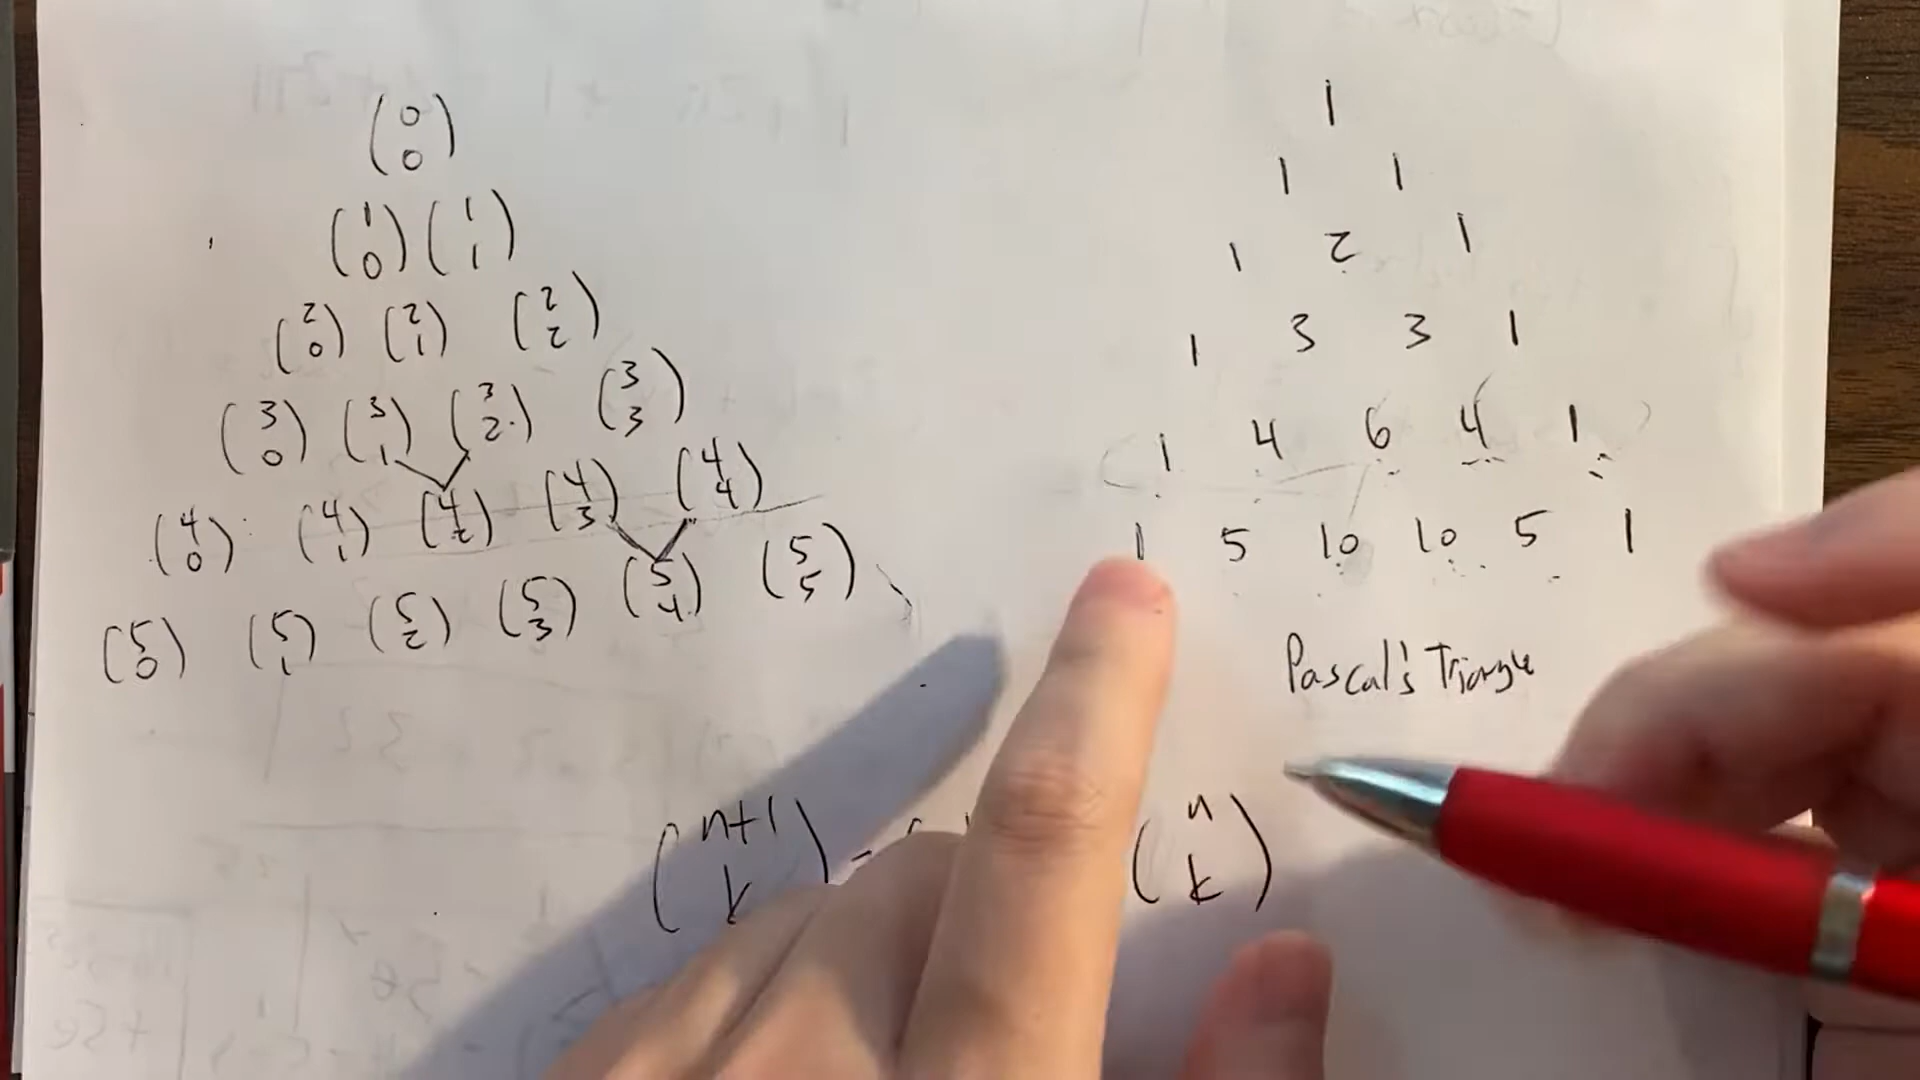 (0 0)
(1 0) (1 1)
(2 0) (2 1) (2 2)
(3 0) (3 1) (3 2) (3 3)
(4 0) (4 1) (4 2) (4 3) (4 4)
(5 0) (5 1) (5 2) (5 3) (5 4) (5 5)
1
1 1
1 2 1
1 3 3 1
1 4 6 4 1
1 5 10 10 5 1
Pascal's Triangle
(n+1 k) (n k)